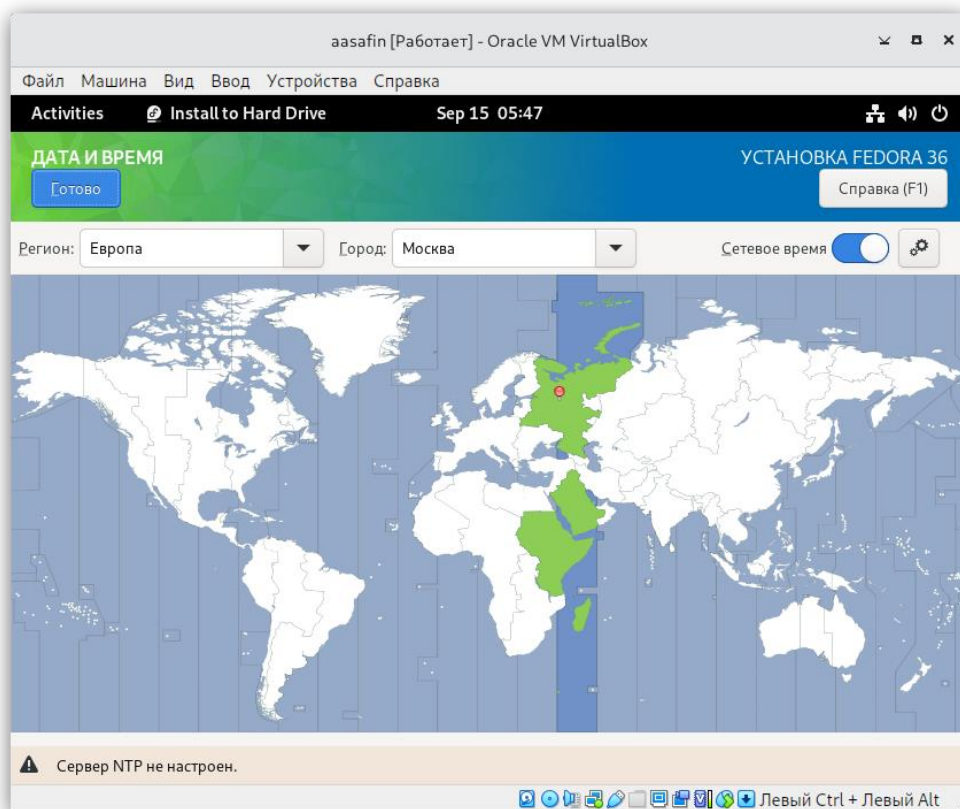 aasafin [Работает] - Oracle VM VirtualBox
Файл Машина Вид Ввод Устройства Справка
Activities Install to Hard Drive Sep 15 05:47
ДАТА И ВРЕМЯ УСТАНОВКА FEDORA 36
Готово Справка (F1)
Регион: Европа Город: Москва Сетевое время
Сервер NTP не настроен.
Левый Ctrl + Левый Alt